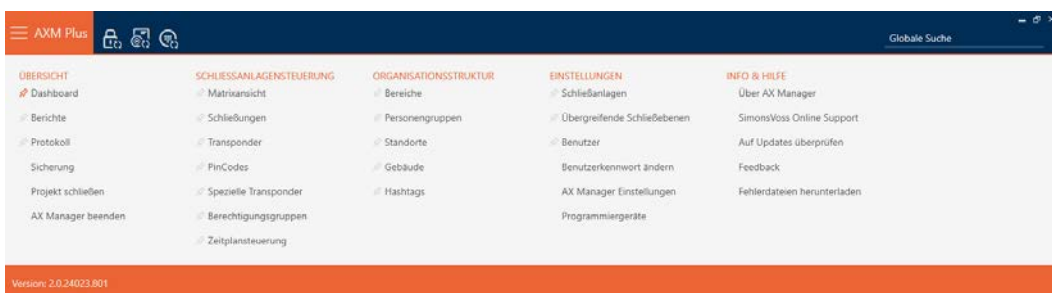 AXM Plus
Globale Suche
ÜBERSICHT
Dashboard
Berichte
Protokoll
Sicherung
Projekt schließen
AX Manager beenden
SCHLIESSANLAGENSTEUERUNG
Matrixansicht
Schließungen
Transponder
PinCodes
Spezielle Transponder
Berechtigungsgruppen
Zeitplansteuerung
ORGANISATIONSSTRUKTUR
Bereiche
Personengruppen
Standorte
Gebäude
Hashtags
EINSTELLUNGEN
Schließanlagen
Übergreifende Schließebenen
Benutzer
Benutzerkennwort ändern
AX Manager Einstellungen
Programmiergeräte
INFO & HILFE
Über AX Manager
SimonsVoss Online Support
Auf Updates überprüfen
Feedback
Fehlerdateien herunterladen
Version: 2.0.24023.801